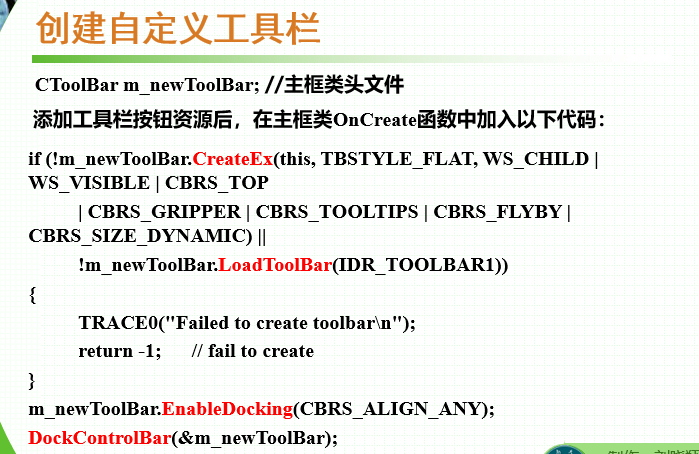 创建自定义工具栏
CToolBar m_newToolBar; //主框类头文件
添加工具栏按钮资源后，在主框类OnCreate函数中加入以下代码：
if (!m_newToolBar.CreateEx(this, TBSTYLE_FLAT, WS_CHILD |
WS_VISIBLE | CBRS_TOP
| CBRS_GRIPPER | CBRS_TOOLTIPS | CBRS_FLYBY |
CBRS_SIZE_DYNAMIC) ||
!m_newToolBar.LoadToolBar(IDR_TOOLBAR1))
{
TRACE0("Failed to create toolbar\n");
return -1; // fail to create
}
m_newToolBar.EnableDocking(CBRS_ALIGN_ANY);
DockControlBar(&m_newToolBar);